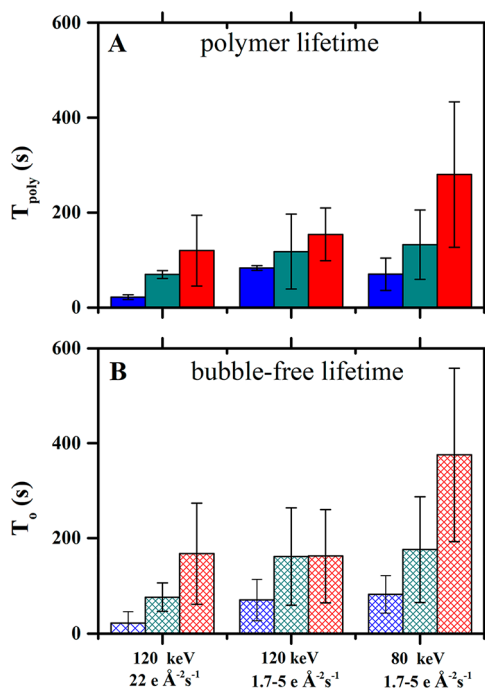 A polymer lifetime
600
400
200
0
T_poly (s)
B bubble-free lifetime
600
400
200
0
T_o (s)
120 keV 120 keV 80 keV
22 e Å⁻²s⁻¹ 1.7-5 e Å⁻²s⁻¹ 1.7-5 e Å⁻²s⁻¹